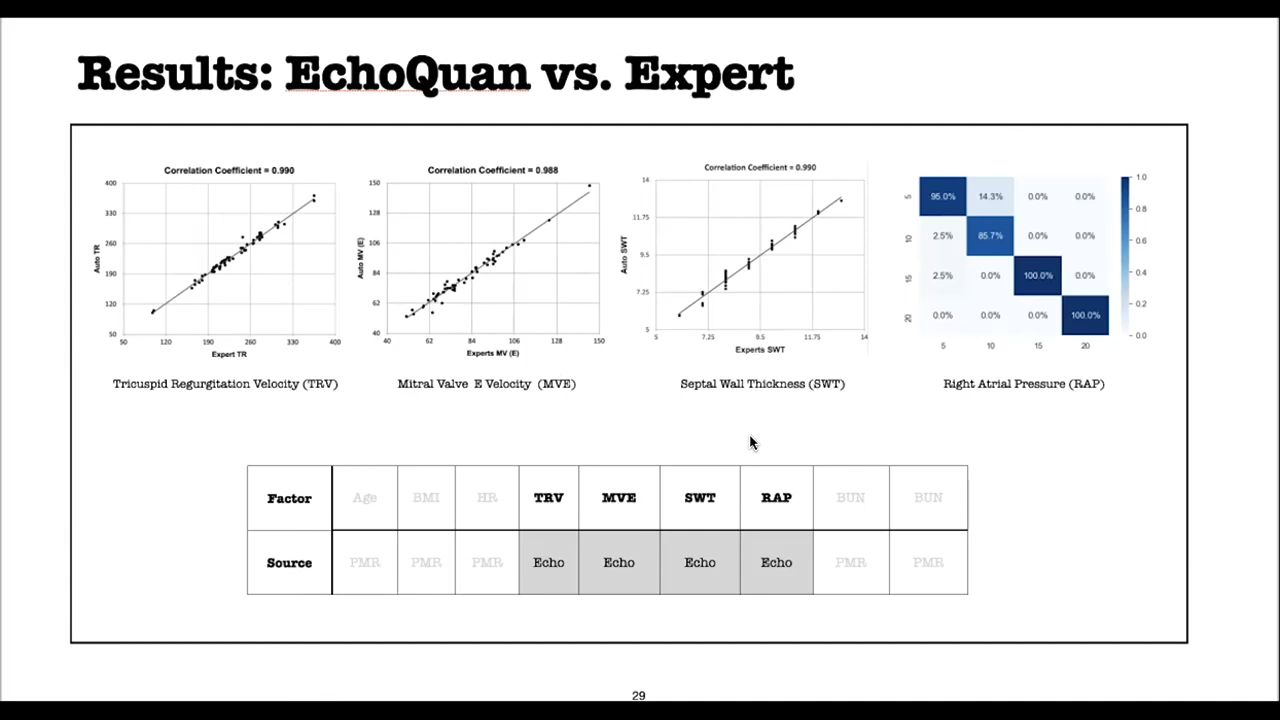 Results: EchoQuan vs. Expert
Correlation Coefficient = 0.990
400
330
260
190
120
50
Auto TR
50 120 190 260 330 400
Expert TR
Tricuspid Regurgitation Velocity (TRV)
Correlation Coefficient = 0.988
150
128
106
84
62
40
Auto MV (E)
40 62 84 106 128 150
Experts MV (E)
Mitral Valve E Velocity (MVE)
Correlation Coefficient = 0.990
14
11.75
9.5
7.25
5
Auto SWT
5 7.25 9.5 11.75 14
Experts SWT
Septal Wall Thickness (SWT)
5 95.0% 14.3% 0.0% 0.0%
10 2.5% 85.7% 0.0% 0.0%
15 2.5% 0.0% 100.0% 0.0%
20 0.0% 0.0% 0.0% 100.0%
5 10 15 20
1.0
0.8
0.6
0.4
0.2
0.0
Right Atrial Pressure (RAP)
Factor Age BMI HR TRV MVE SWT RAP BUN BUN
Source PMR PMR PMR Echo Echo Echo Echo PMR PMR
29